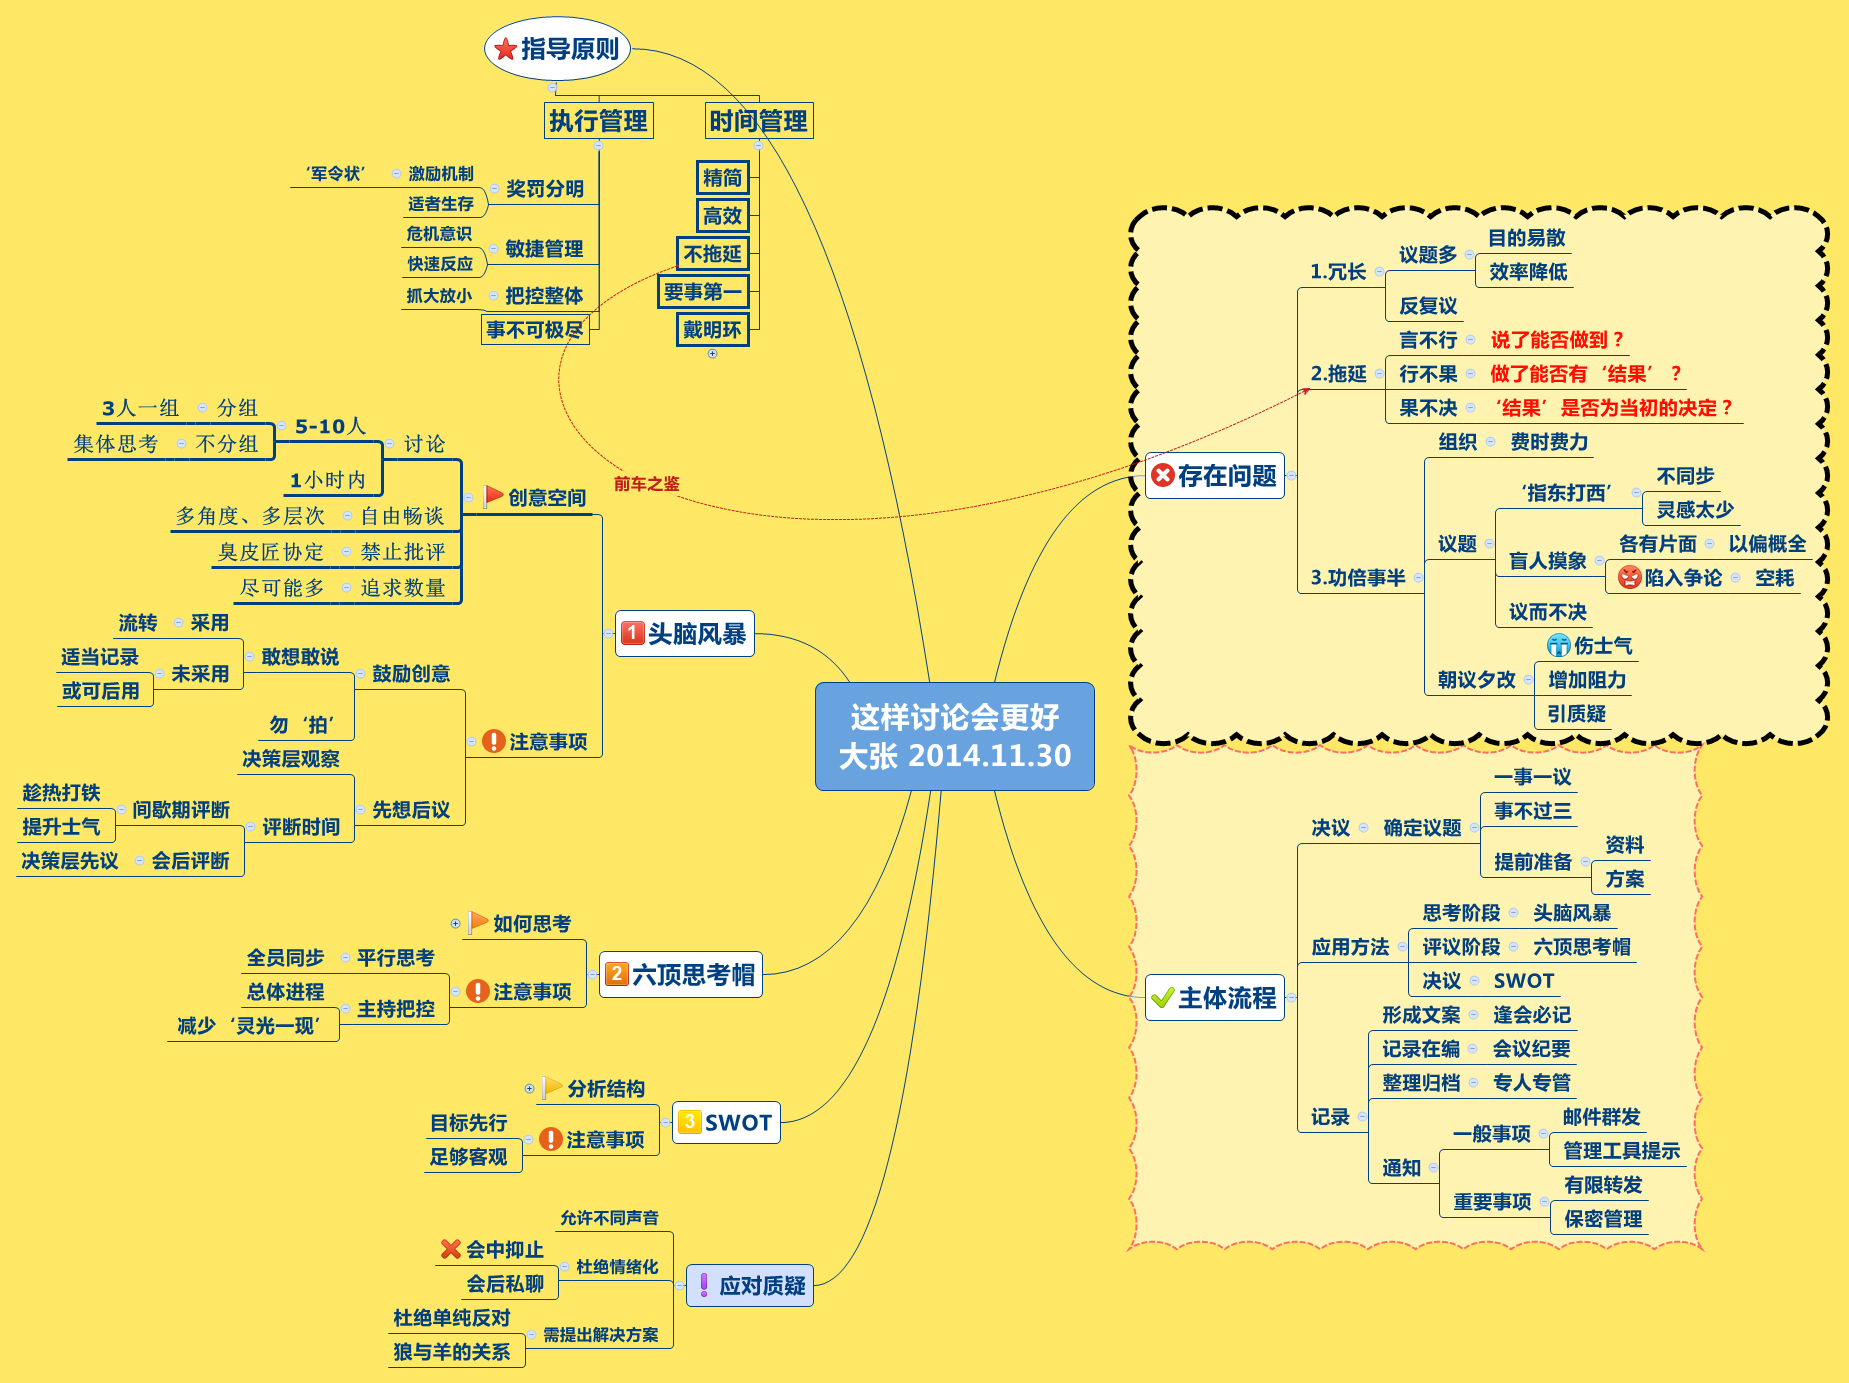 指导原则
执行管理
时间管理
‘军令状’
激励机制
适者生存
奖罚分明
危机意识
快速反应
敏捷管理
抓大放小
把控整体
事不可极尽
精简
高效
不拖延
要事第一
戴明环
前车之鉴
存在问题
1.冗长
议题多
目的易散
效率降低
反复议
2.拖延
言不行
说了能否做到？
行不果
做了能否有‘结果’？
果不决
‘结果’是否为当初的决定？
3.功倍事半
组织
费时费力
议题
‘指东打西’
不同步
灵感太少
盲人摸象
各有片面
以偏概全
陷入争论
空耗
议而不决
朝议夕改
伤士气
增加阻力
引质疑
3人一组
分组
集体思考
不分组
5-10人
1小时内
讨论
创意空间
多角度、多层次
自由畅谈
臭皮匠协定
禁止批评
尽可能多
追求数量
1
头脑风暴
流转
采用
适当记录
或可后用
未采用
敢想敢说
勿‘拍’
鼓励创意
注意事项
决策层观察
趁热打铁
提升士气
间歇期评断
决策层先议
会后评断
评断时间
先想后议
这样讨论会更好
大张 2014.11.30
如何思考
2
六顶思考帽
全员同步
平行思考
总体进程
减少‘灵光一现’
主持把控
注意事项
分析结构
3
SWOT
目标先行
足够客观
注意事项
允许不同声音
会中抑止
会后私聊
杜绝情绪化
杜绝单纯反对
狼与羊的关系
需提出解决方案
应对质疑
主体流程
决议
确定议题
一事一议
事不过三
提前准备
资料
方案
应用方法
思考阶段
头脑风暴
评议阶段
六顶思考帽
决议
SWOT
记录
形成文案
逢会必记
记录在编
会议纪要
整理归档
专人专管
通知
一般事项
邮件群发
管理工具提示
重要事项
有限转发
保密管理